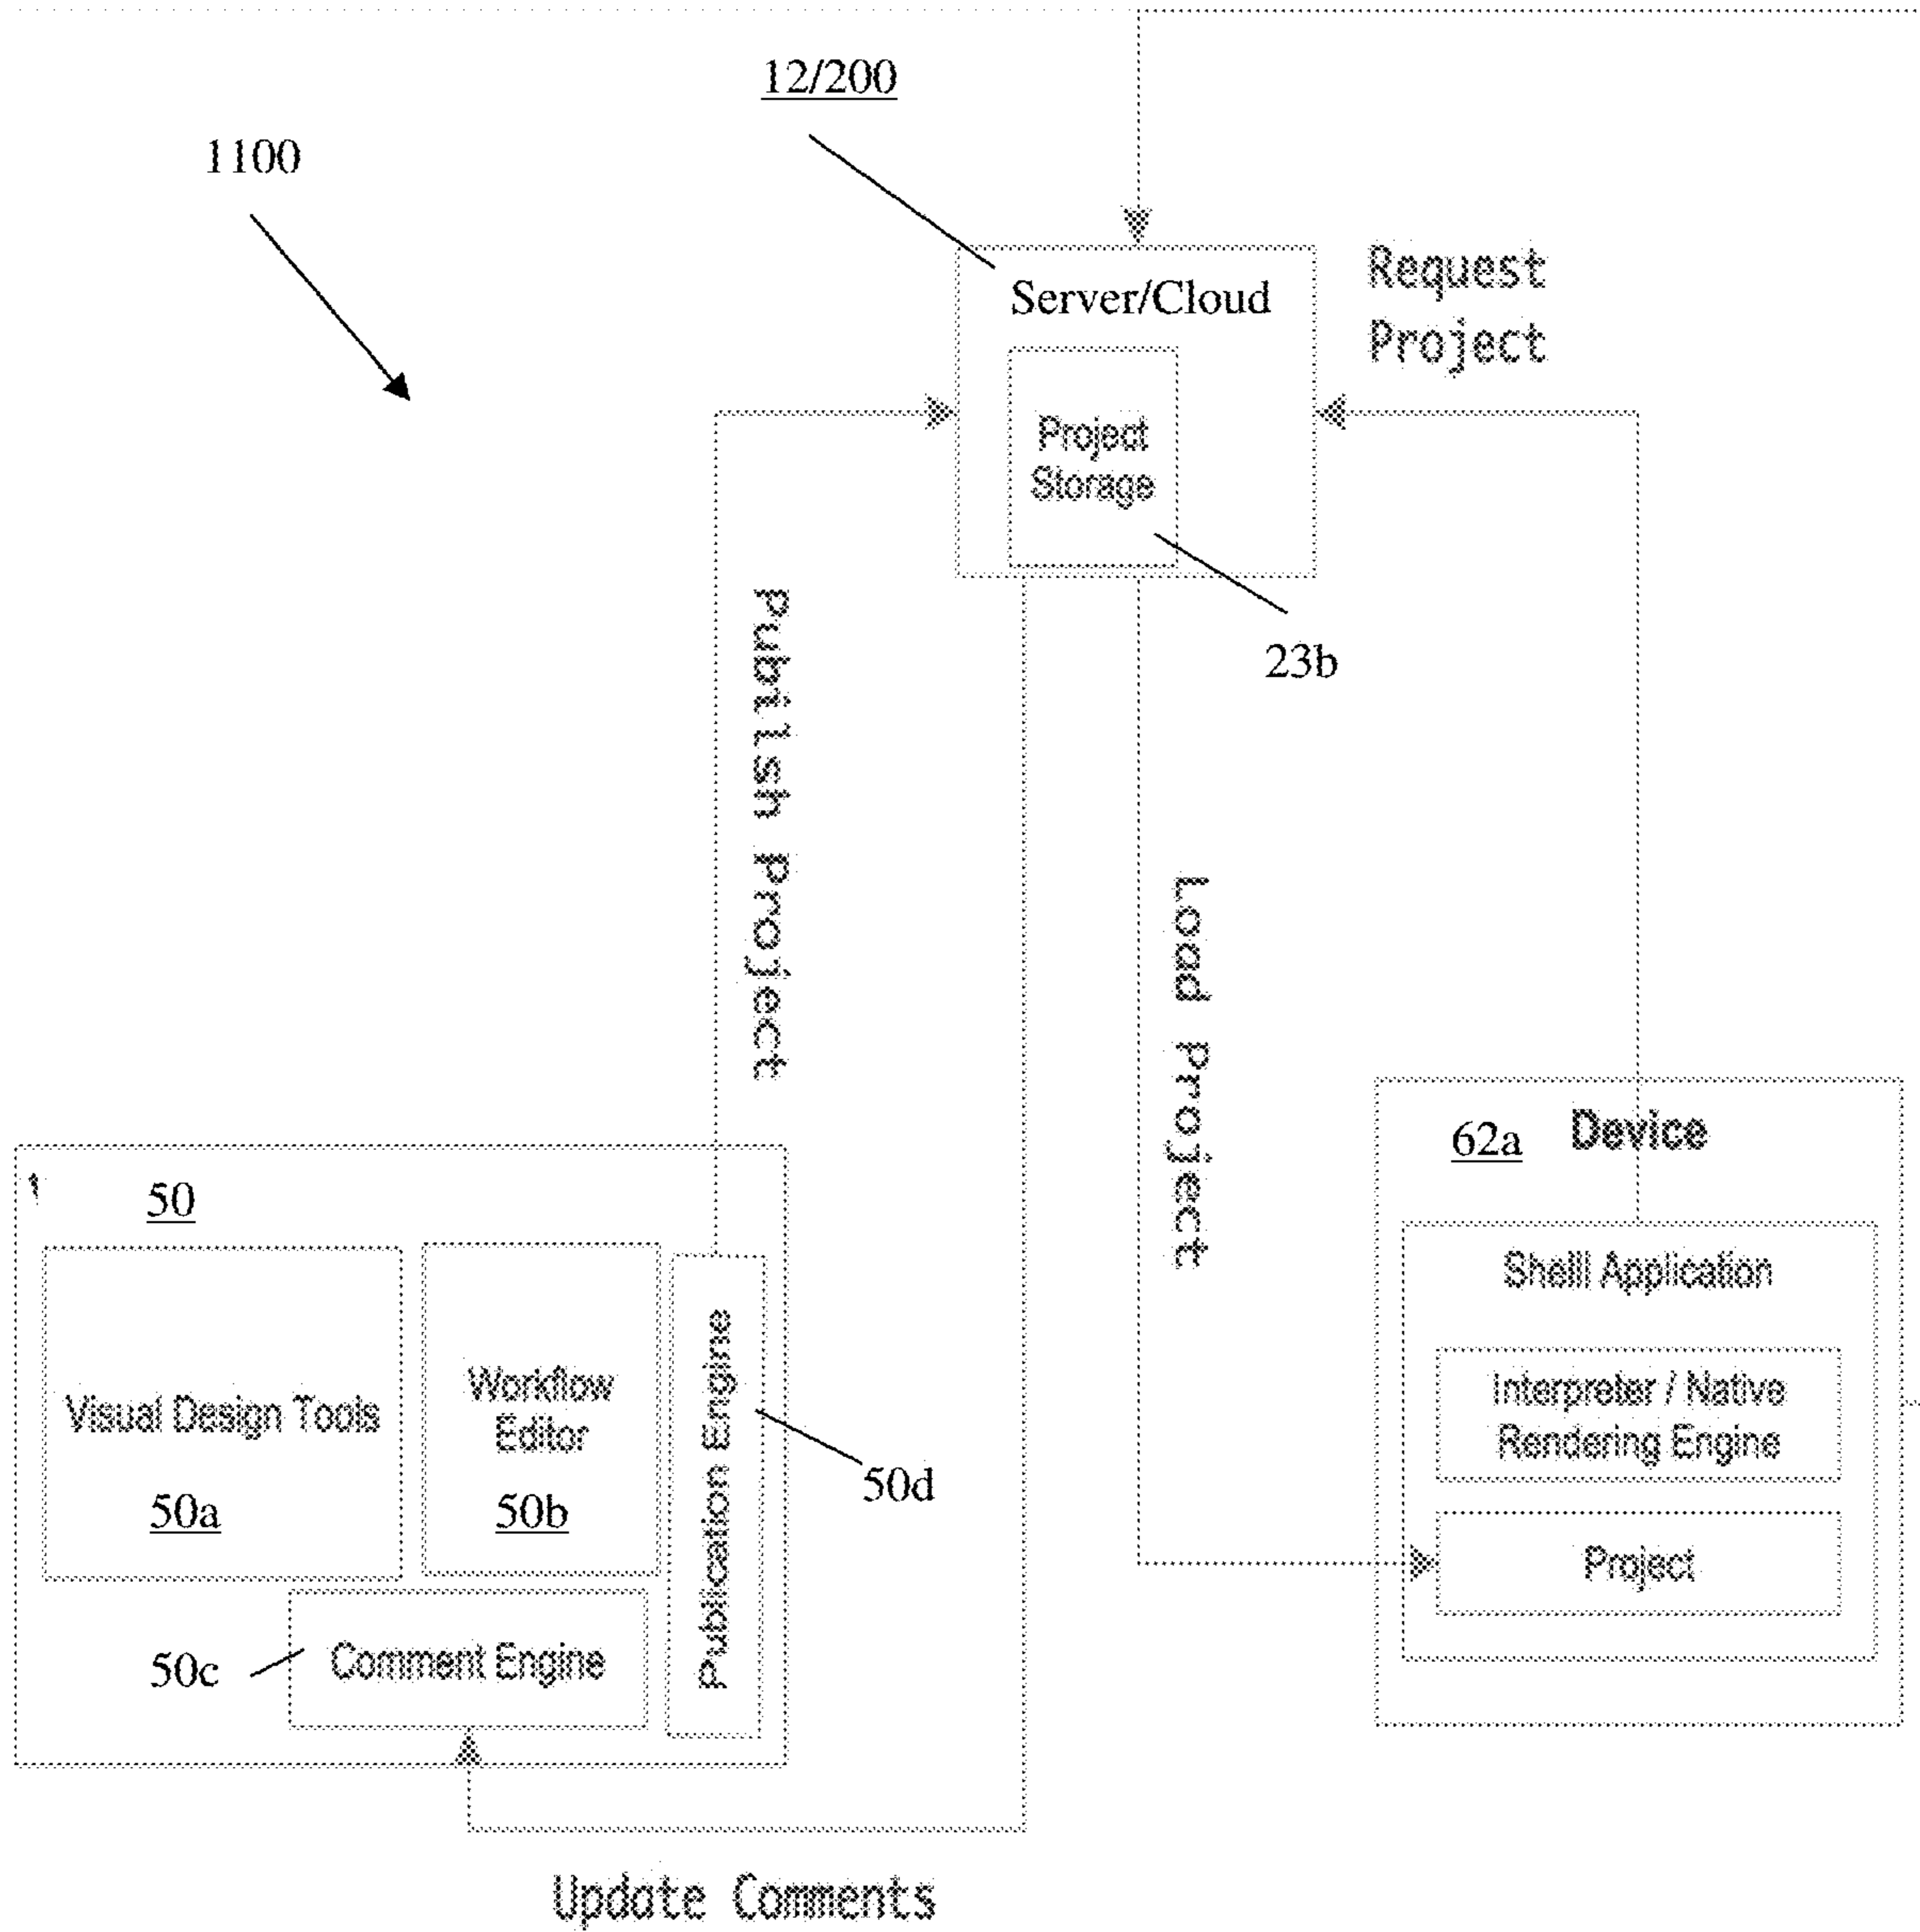 12/200
1100
Server/Cloud
Request
Project
Project
Storage
23b
Publish Project
Load Project
62a Device
50
Shelll Application
Visual Design Tools
50a
Workflow
Editor
50b
Publication Engine
50d
Interpreter / Native
Rendering Engine
Project
50c
Comment Engine
Update Comments